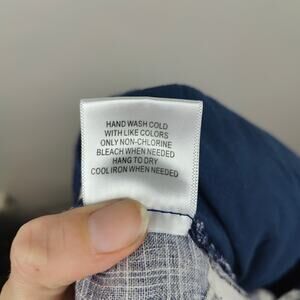 HAND WASH COLD
WITH LIKE COLORS
ONLY NON-CHLORINE
BLEACH WHEN NEEDED
HANG TO DRY
COOL IRON WHEN NEEDED